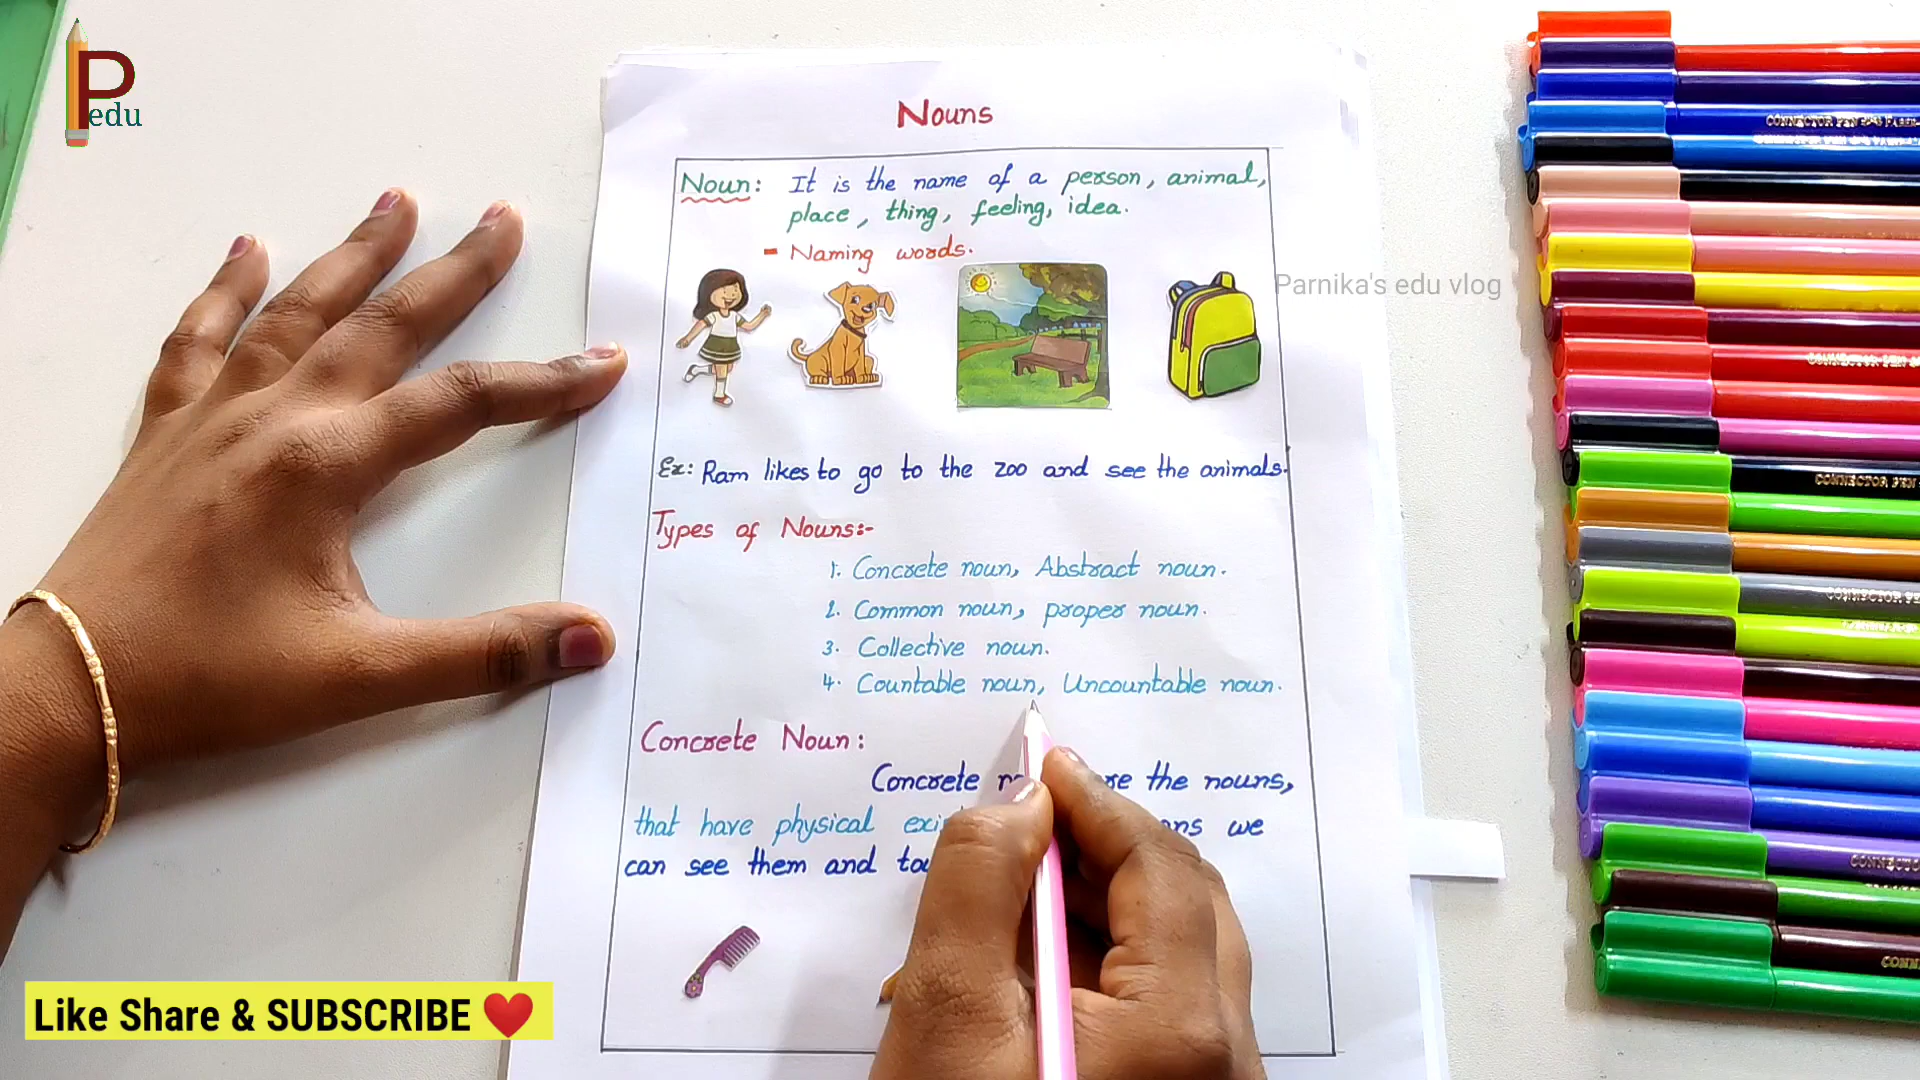 P
edu
Nouns
Noun: It is the name of a person, animal,
place, thing, feeling, idea.
- Naming words.
Parnika's edu vlog
Ex: Ram likes to go to the zoo and see the animals.
Types of Nouns:-
1. Concrete noun, Abstract noun.
2. Common noun, proper noun.
3. Collective noun.
4. Countable noun, Uncountable noun.
Concrete Noun:
Concrete the nouns,
that have physical we
can see them and
Like Share & SUBSCRIBE
CONNECTOR PEN